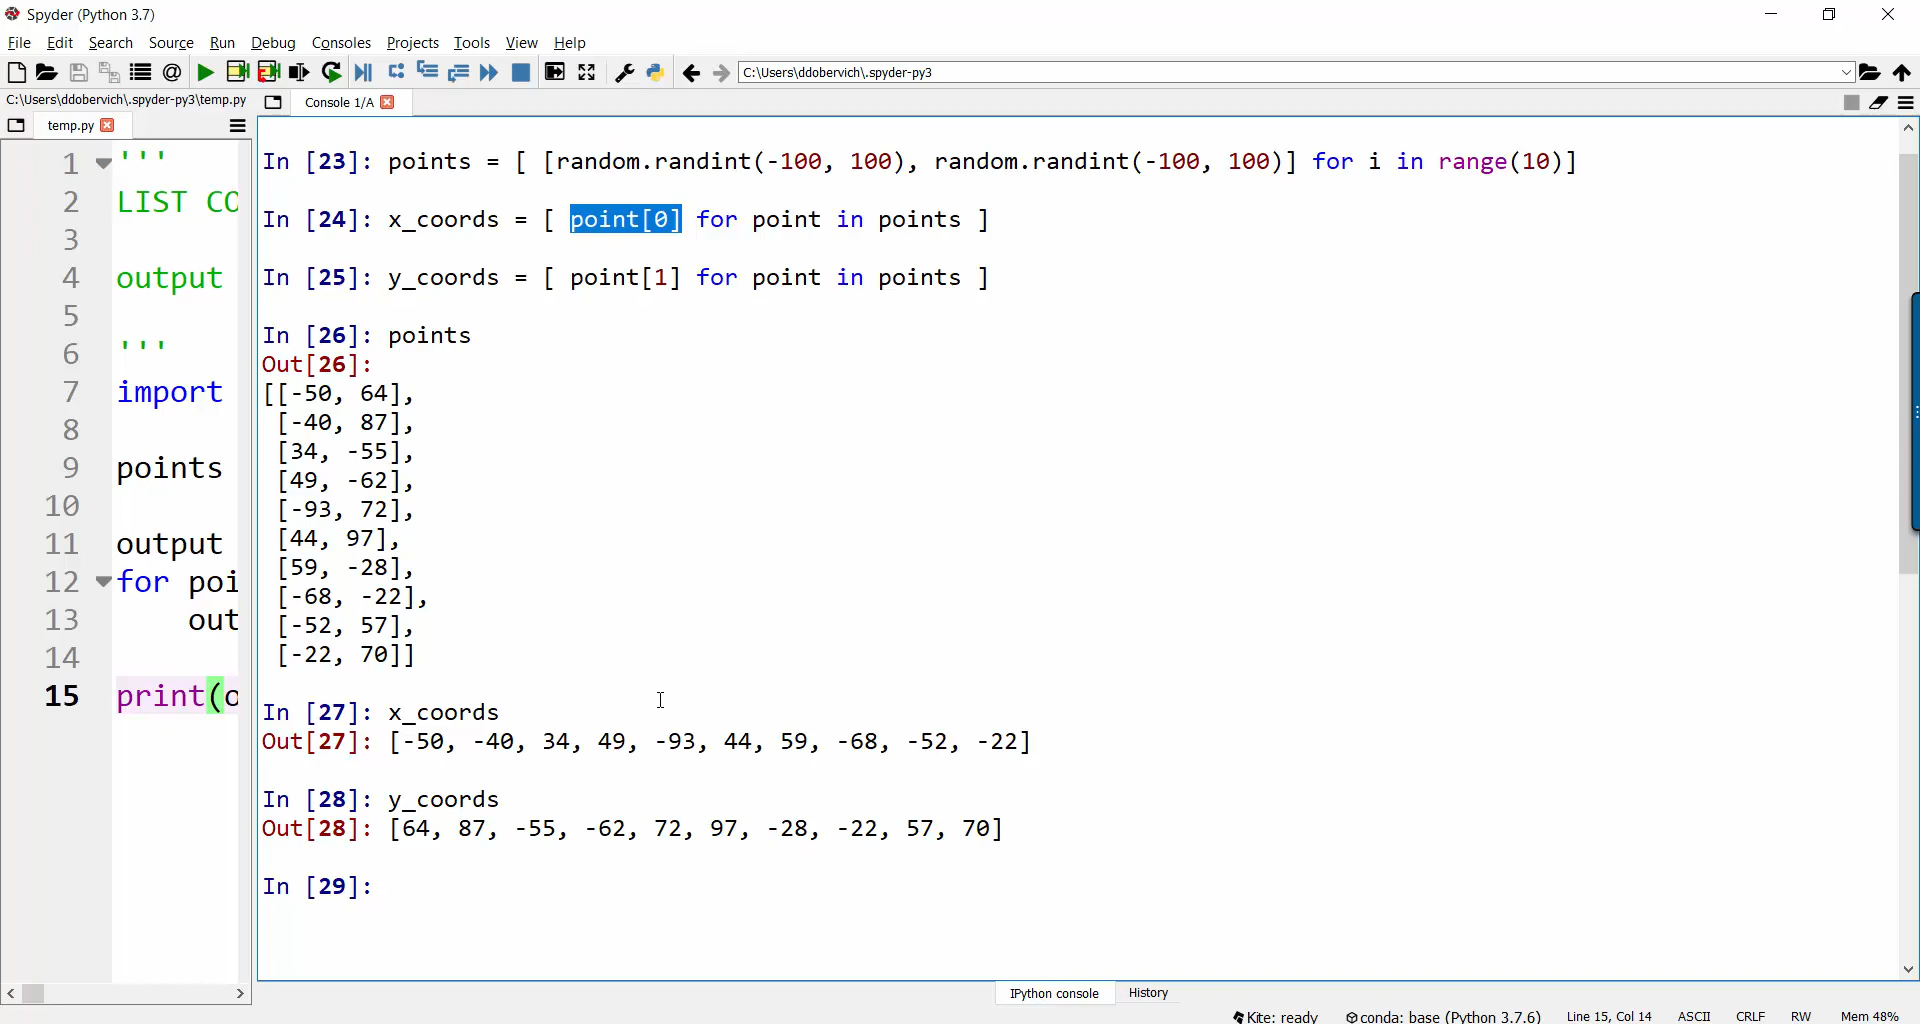 Spyder (Python 3.7)
File Edit Search Source Run Debug Consoles Projects Tools View Help
C:\Users\ddobervich\.spyder-py3
C:\Users\ddobervich\.spyder-py3\temp.py
Console 1/A
temp.py
1 '''
2 LIST CO
3
4 output
5
6 '''
7 import
8
9 points
10
11 output
12 for poi
13 out
14
15 print(o
In [23]: points = [ [random.randint(-100, 100), random.randint(-100, 100)] for i in range(10)]
In [24]: x_coords = [ point[0] for point in points ]
In [25]: y_coords = [ point[1] for point in points ]
In [26]: points
Out[26]:
[[-50, 64],
[-40, 87],
[34, -55],
[49, -62],
[-93, 72],
[44, 97],
[59, -28],
[-68, -22],
[-52, 57],
[-22, 70]]
In [27]: x_coords
Out[27]: [-50, -40, 34, 49, -93, 44, 59, -68, -52, -22]
In [28]: y_coords
Out[28]: [64, 87, -55, -62, 72, 97, -28, -22, 57, 70]
In [29]:
IPython console History
Kite: ready conda: base (Python 3.7.6) Line 15, Col 14 ASCII CRLF RW Mem 48%